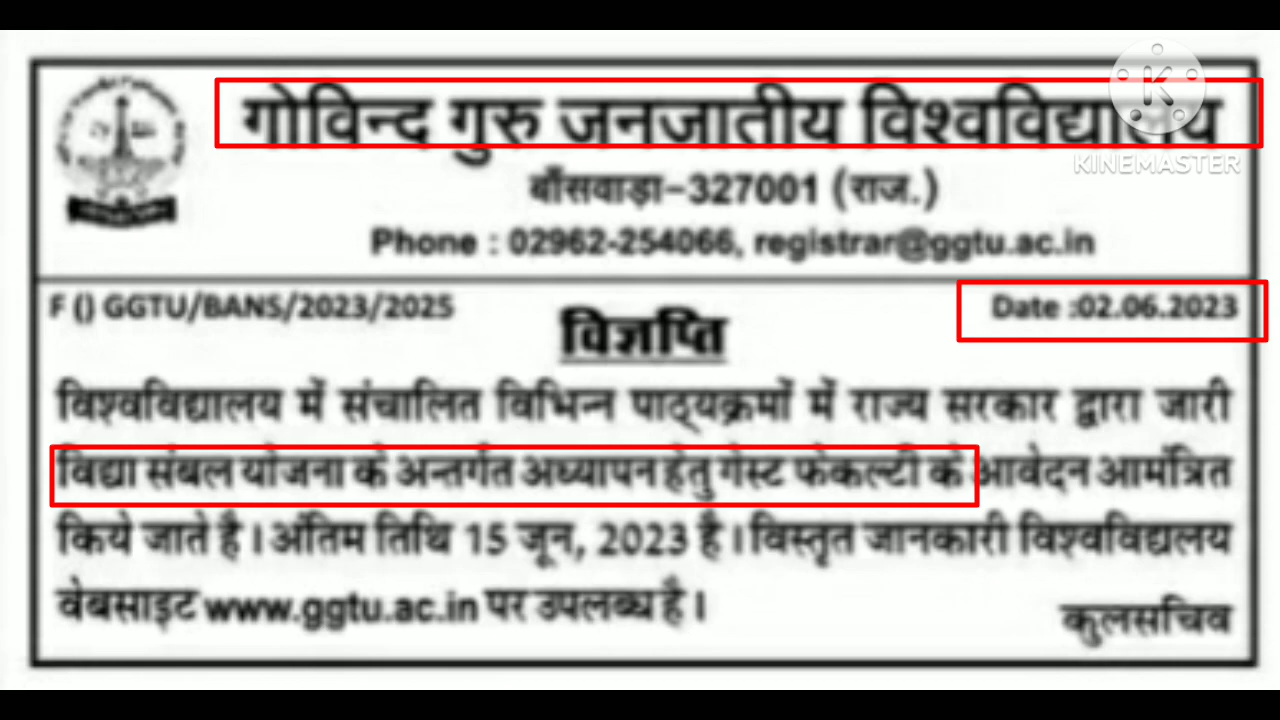 गोविन्द गुरु जनजातीय विश्वविद्यालय
बाँसवाड़ा-327001 (राज.)
Phone : 02962-254066, registrar@ggtu.ac.in
F () GGTU/BANS/2023/2025
Date :02.06.2023
विज्ञप्ति
विश्वविद्यालय में संचालित विभिन्न पाठ्यक्रमों में राज्य सरकार द्वारा जारी
विद्या संबल योजना के अन्तर्गत अध्यापन हेतु गेस्ट फेकल्टी के आवेदन आमंत्रित
किये जाते है। अंतिम तिथि 15 जून, 2023 है। विस्तृत जानकारी विश्वविद्यलय
वेबसाइट www.ggtu.ac.in पर उपलब्ध है।
कुलसचिव
KINEMASTER